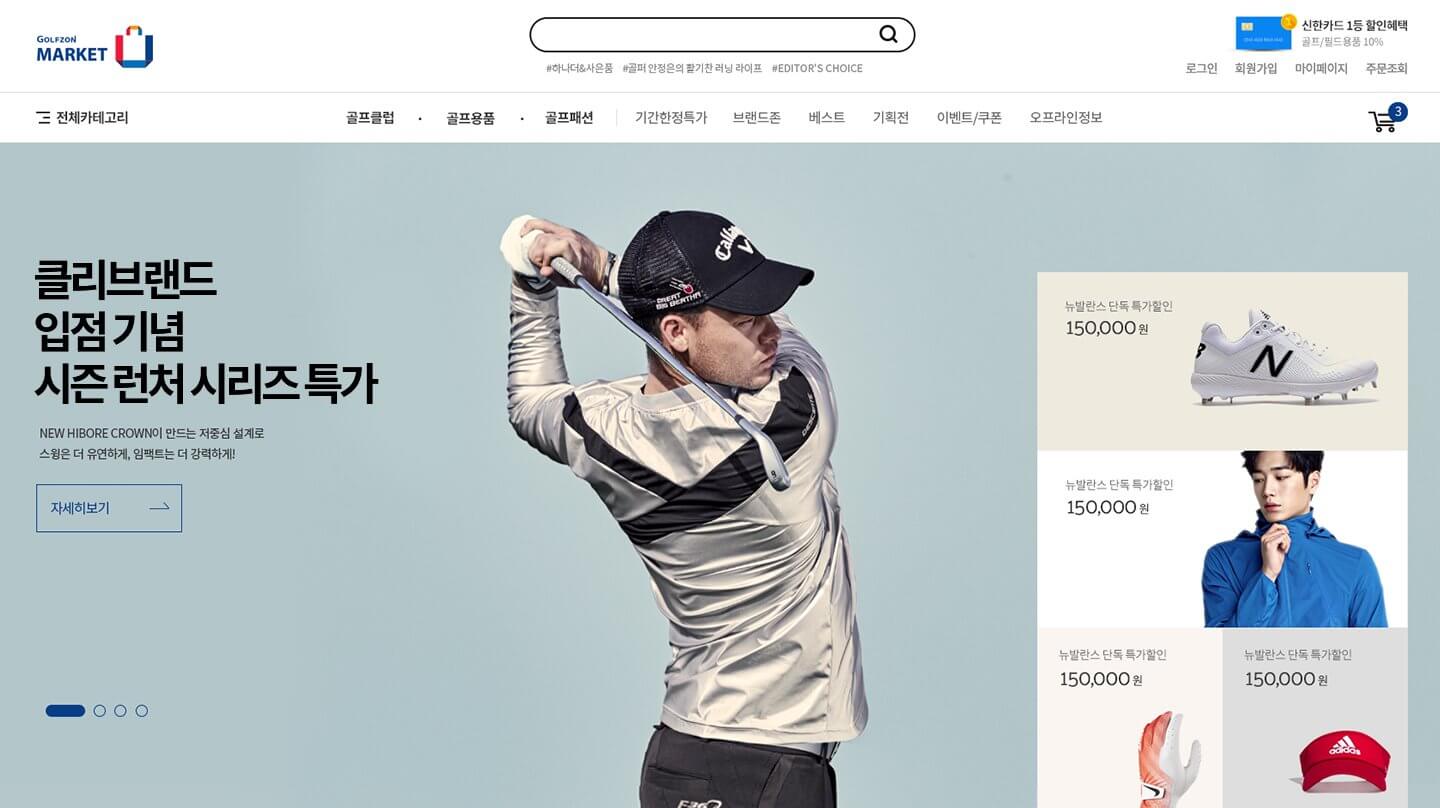 GOLFZON
MARKET
#하나더&사은품 #골퍼 안정은의 활기찬 러닝 라이프 #EDITOR'S CHOICE
신한카드 1등 할인혜택
골프/필드용품 10%
로그인 회원가입 마이페이지 주문조회
전체카테고리
골프클럽 · 골프용품 · 골프패션
기간한정특가 브랜드존 베스트 기획전 이벤트/쿠폰 오프라인정보
3
클리브랜드
입점 기념
시즌 런처 시리즈 특가
NEW HIBORE CROWN이 만드는 저중심 설계로
스윙은 더 유연하게, 임팩트는 더 강력하게!
자세히보기
Callaway
GREAT
BIG BERTHA
뉴발란스 단독 특가할인
150,000 원
N
뉴발란스 단독 특가할인
150,000 원
뉴발란스 단독 특가할인
150,000 원
뉴발란스 단독 특가할인
150,000 원
adidas